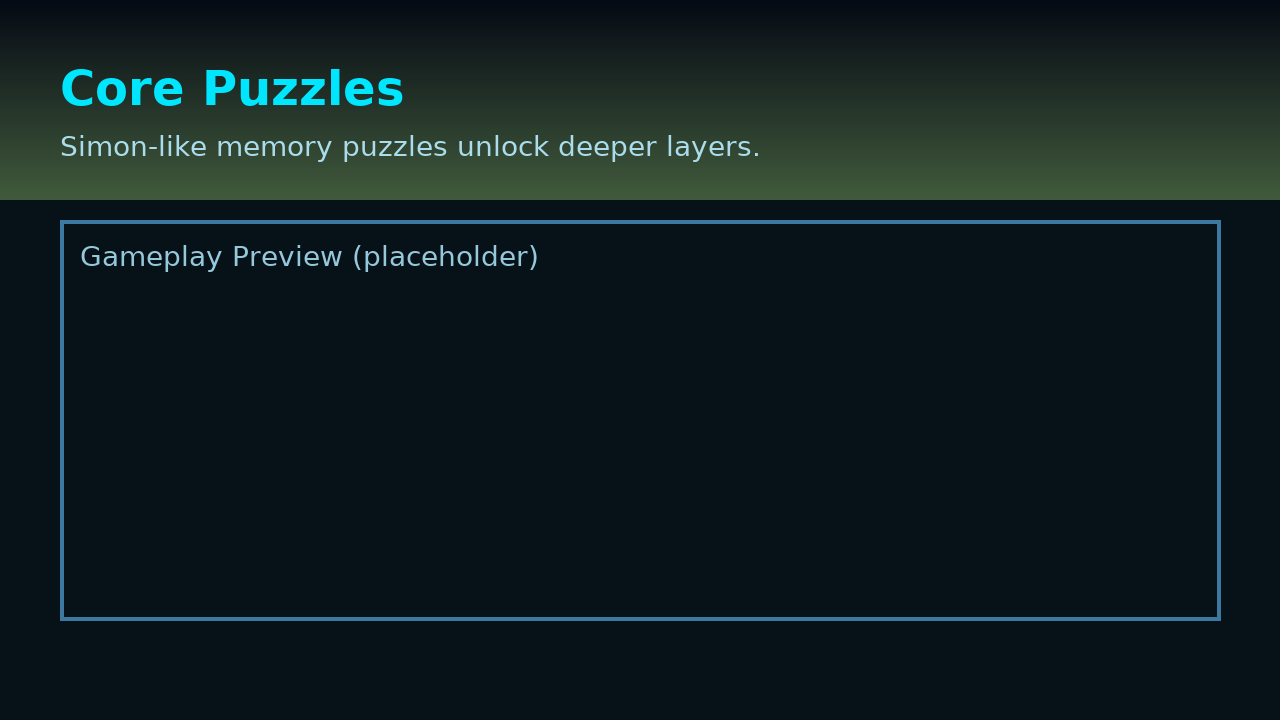 Core Puzzles
Simon-like memory puzzles unlock deeper layers.
Gameplay Preview (placeholder)